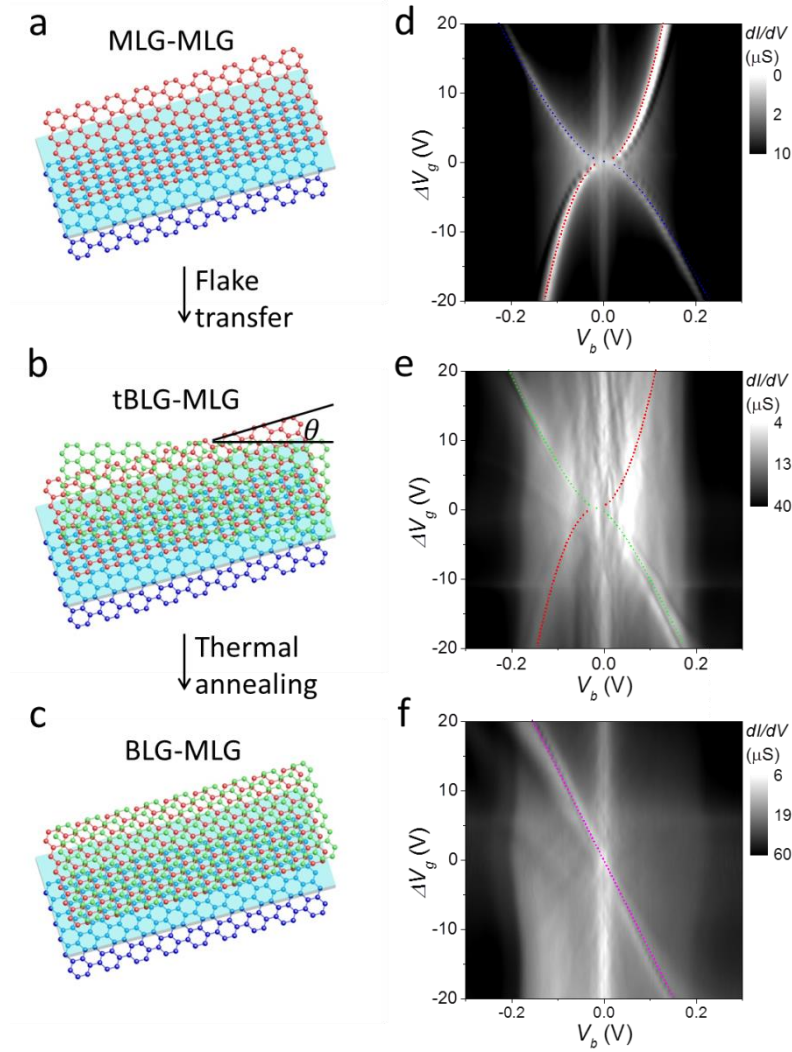 a
MLG-MLG
Flake
transfer
b
tBLG-MLG
θ
Thermal
annealing
c
BLG-MLG
d
20
10
0
-10
-20
ΔVg (V)
-0.2
0.0
0.2
Vb (V)
dI/dV
(μS)
0
2
10
e
20
10
0
-10
-20
ΔVg (V)
-0.2
0.0
0.2
Vb (V)
dI/dV
(μS)
4
13
40
f
20
10
0
-10
-20
ΔVg (V)
-0.2
0.0
0.2
Vb (V)
dI/dV
(μS)
6
19
60